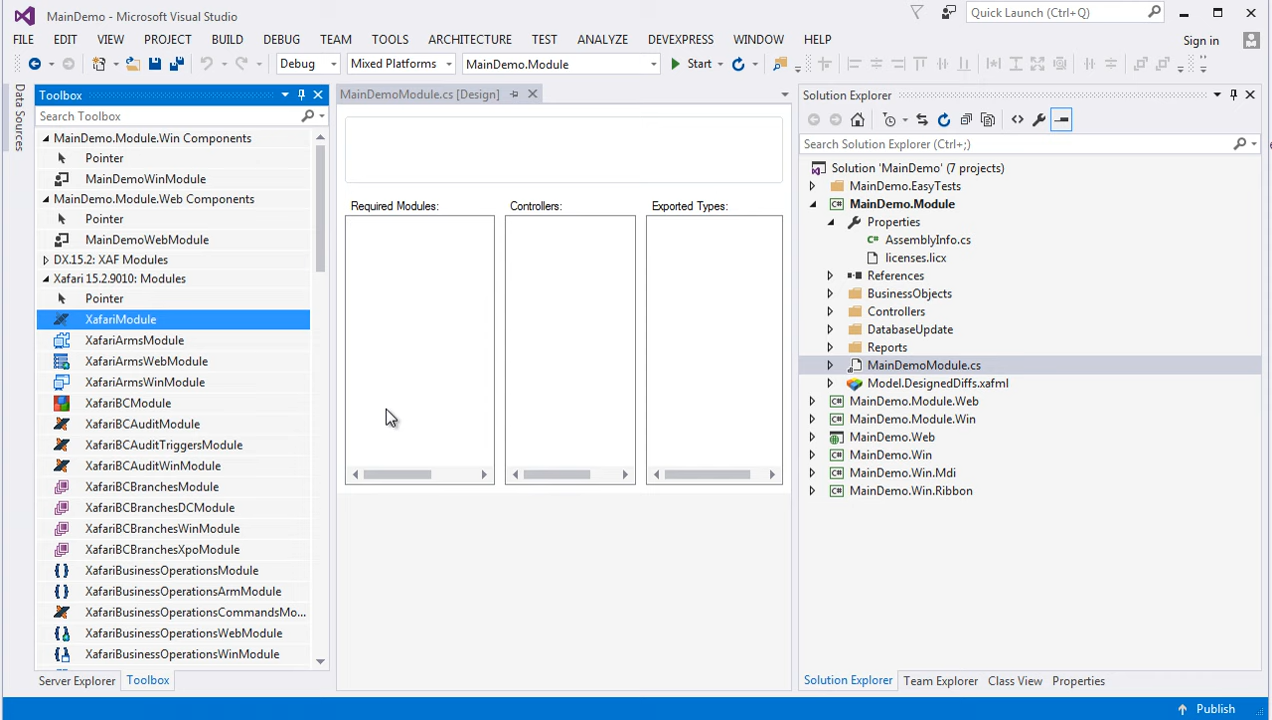 MainDemo - Microsoft Visual Studio
Quick Launch (Ctrl+Q)
FILE EDIT VIEW PROJECT BUILD DEBUG TEAM TOOLS ARCHITECTURE TEST ANALYZE DEVEXPRESS WINDOW HELP
Sign in
Debug Mixed Platforms MainDemo.Module Start
Data Sources
Toolbox
Search Toolbox
MainDemo.Module.Win Components
Pointer
MainDemoWinModule
MainDemo.Module.Web Components
Pointer
MainDemoWebModule
DX.15.2: XAF Modules
Xafari 15.2.9010: Modules
Pointer
XafariModule
XafariArmsModule
XafariArmsWebModule
XafariArmsWinModule
XafariBCModule
XafariBCAuditModule
XafariBCAuditTriggersModule
XafariBCAuditWinModule
XafariBCBranchesModule
XafariBCBranchesDCModule
XafariBCBranchesWinModule
XafariBCBranchesXpoModule
XafariBusinessOperationsModule
XafariBusinessOperationsArmModule
XafariBusinessOperationsCommandsMo...
XafariBusinessOperationsWebModule
XafariBusinessOperationsWinModule
Server Explorer Toolbox
MainDemoModule.cs [Design]
Required Modules: Controllers: Exported Types:
Solution Explorer
Search Solution Explorer (Ctrl+;)
Solution 'MainDemo' (7 projects)
MainDemo.EasyTests
MainDemo.Module
Properties
AssemblyInfo.cs
licenses.licx
References
BusinessObjects
Controllers
DatabaseUpdate
Reports
MainDemoModule.cs
Model.DesignedDiffs.xafml
MainDemo.Module.Web
MainDemo.Module.Win
MainDemo.Web
MainDemo.Win
MainDemo.Win.Mdi
MainDemo.Win.Ribbon
Solution Explorer Team Explorer Class View Properties
Publish